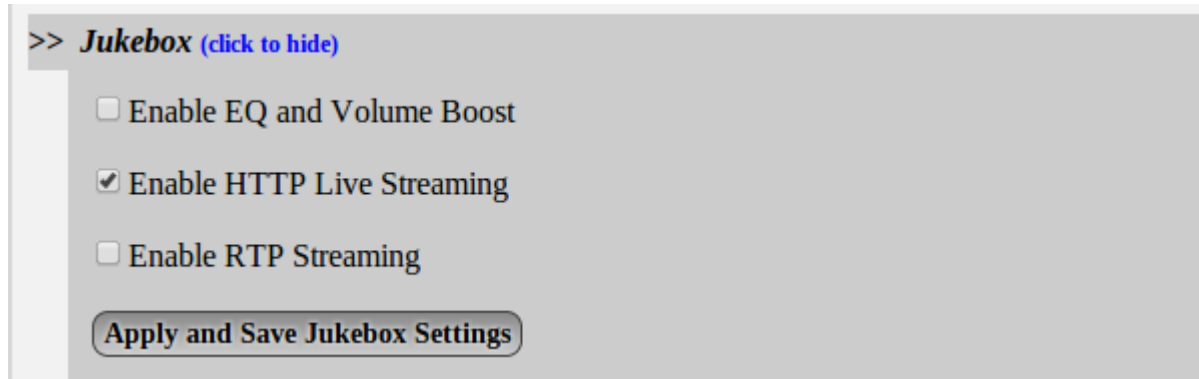 >> Jukebox (click to hide)
Enable EQ and Volume Boost
Enable HTTP Live Streaming
Enable RTP Streaming
Apply and Save Jukebox Settings